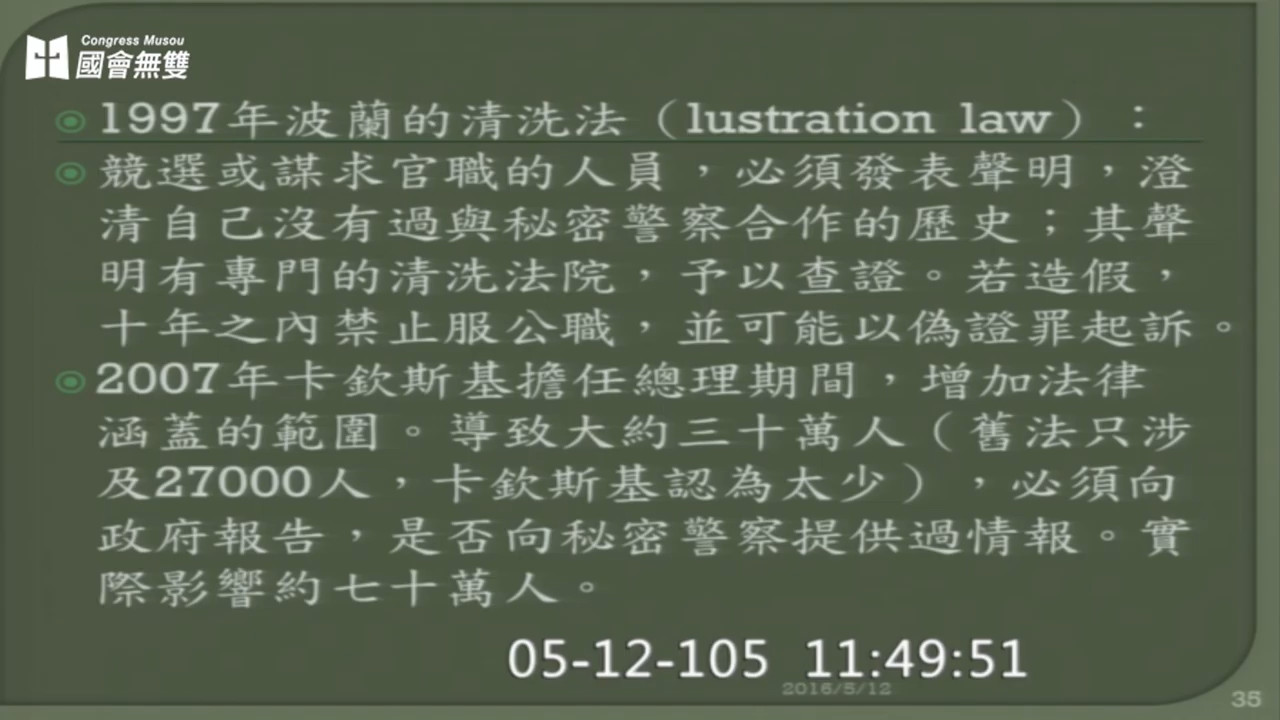 Congress Musou
國會無雙
1997年波蘭的清洗法（lustration law）：
競選或謀求官職的人員，必須發表聲明，澄
清自己沒有過與秘密警察合作的歷史；其聲
明有專門的清洗法院，予以查證。若造假，
十年之內禁止服公職，並可能以偽證罪起訴。
2007年卡欽斯基擔任總理期間，增加法律
涵蓋的範圍。導致大約三十萬人（舊法只涉
及27000人，卡欽斯基認為太少），必須向
政府報告，是否向秘密警察提供過情報。實
際影響約七十萬人。
05-12-105 11:49:51
2016/5/12
35